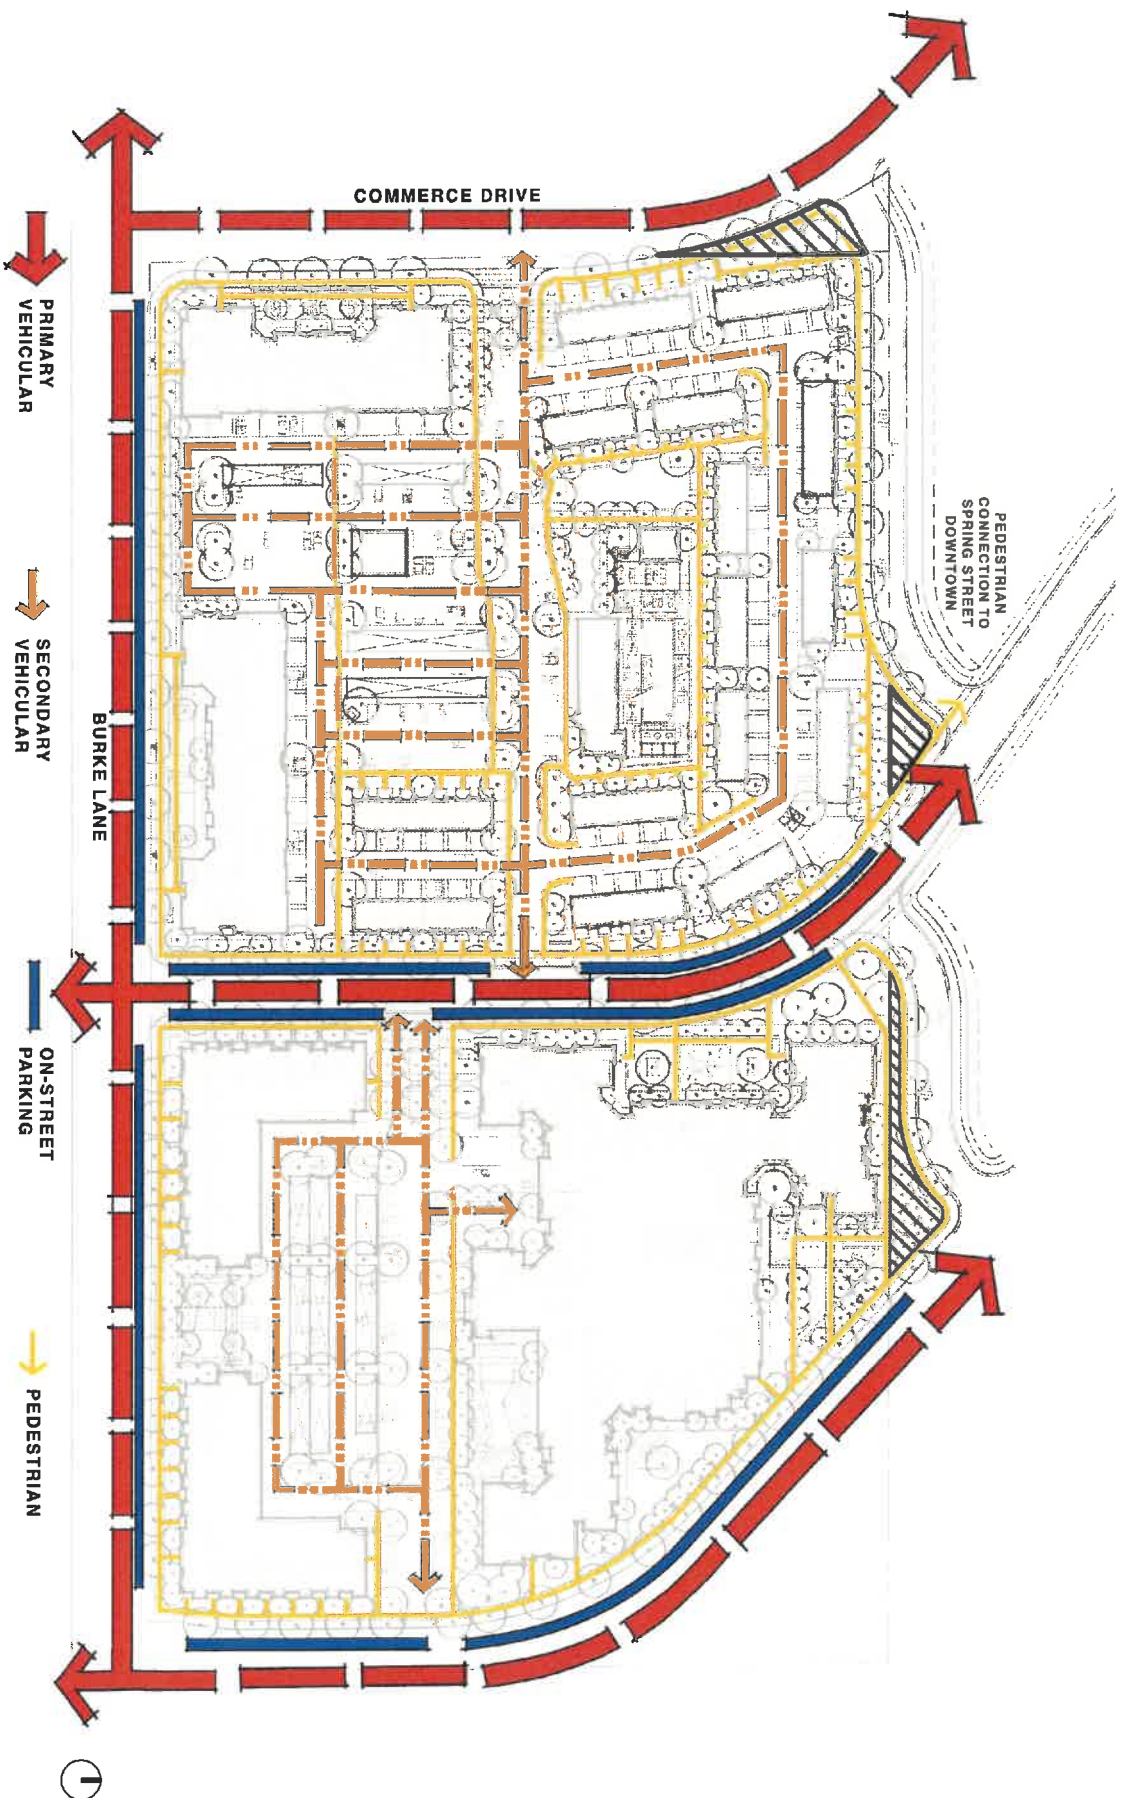 COMMERCE DRIVE
PEDESTRIAN
CONNECTION TO
SPRING STREET
DOWNTOWN
BURKE LANE
PRIMARY
VEHICULAR
SECONDARY
VEHICULAR
ON-STREET
PARKING
PEDESTRIAN